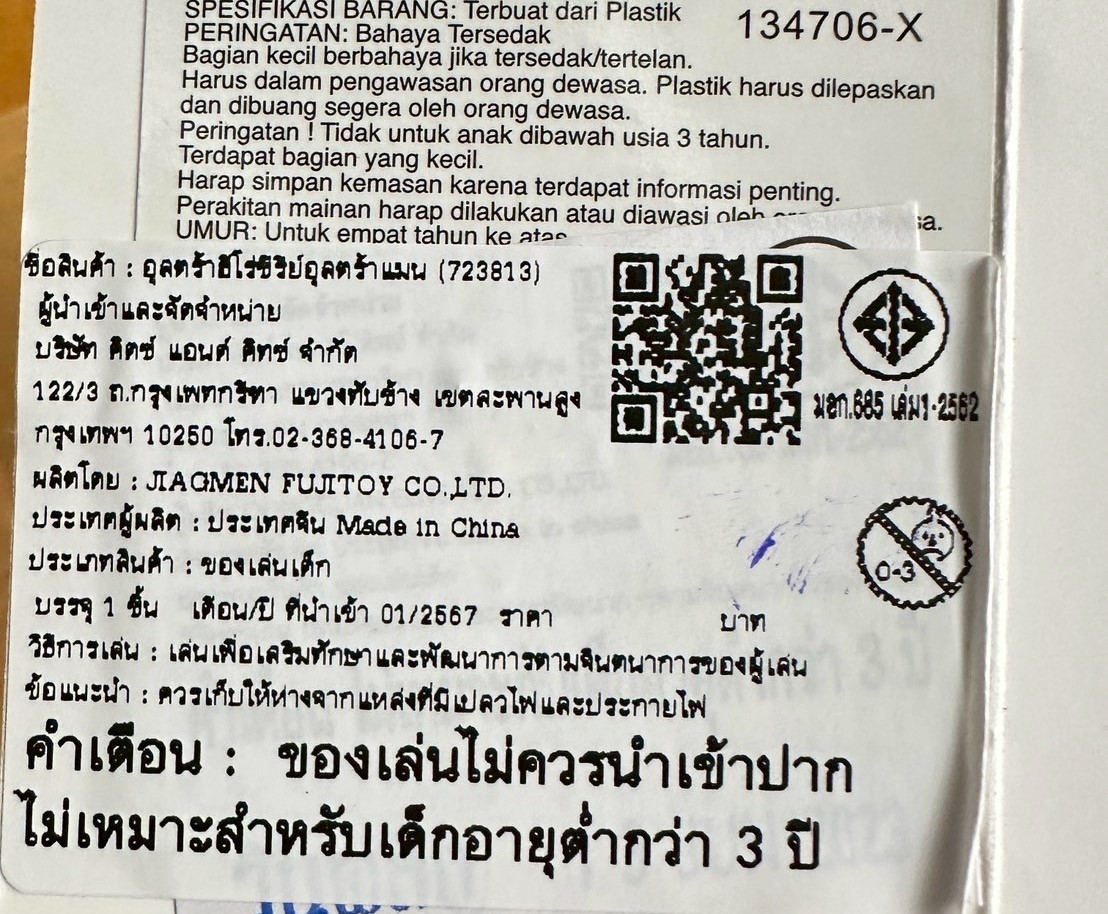 SPESIFIKASI BARANG: Terbuat dari Plastik
134706-X
PERINGATAN: Bahaya Tersedak
Bagian kecil berbahaya jika tersedak/tertelan.
Harus dalam pengawasan orang dewasa. Plastik harus dilepaskan
dan dibuang segera oleh orang dewasa.
Peringatan ! Tidak untuk anak dibawah usia 3 tahun.
Terdapat bagian yang kecil.
Harap simpan kemasan karena terdapat informasi penting.
Perakitan mainan harap dilakukan atau diawasi oleh
UMUR: Untuk empat tahun ke atas
ชื่อสินค้า : อุลตร้าฮีโร่ซีรีย์อุลตร้าแมน (723813)
ผู้นำเข้าและจัดจำหน่าย
บริษัท คิตซ์ แอนด์ คิทซ์ จำกัด
122/3 ถ.กรุงเทพกรีฑา แขวงทับช้าง เขตสะพานสูง
กรุงเทพฯ 10250 โทร.02-368-4106-7
มอก.685 เล่ม1-2562
ผลิตโดย : JIAGMEN FUJITOY CO.,LTD.
ประเทศผู้ผลิต : ประเทศจีน Made in China
ประเภทสินค้า : ของเล่นเด็ก
0-3
บรรจุ 1 ชิ้น เดือน/ปี ที่นำเข้า 01/2567 ราคา บาท
วิธีการเล่น : เล่นเพื่อเสริมทักษาและพัฒนาการตามจินตนาการของผู้เล่น
ข้อแนะนำ : ควรเก็บให้ห่างจากแหล่งที่มีเปลวไฟและประกายไฟ
คำเตือน : ของเล่นไม่ควรนำเข้าปาก
ไม่เหมาะสำหรับเด็กอายุต่ำกว่า 3 ปี